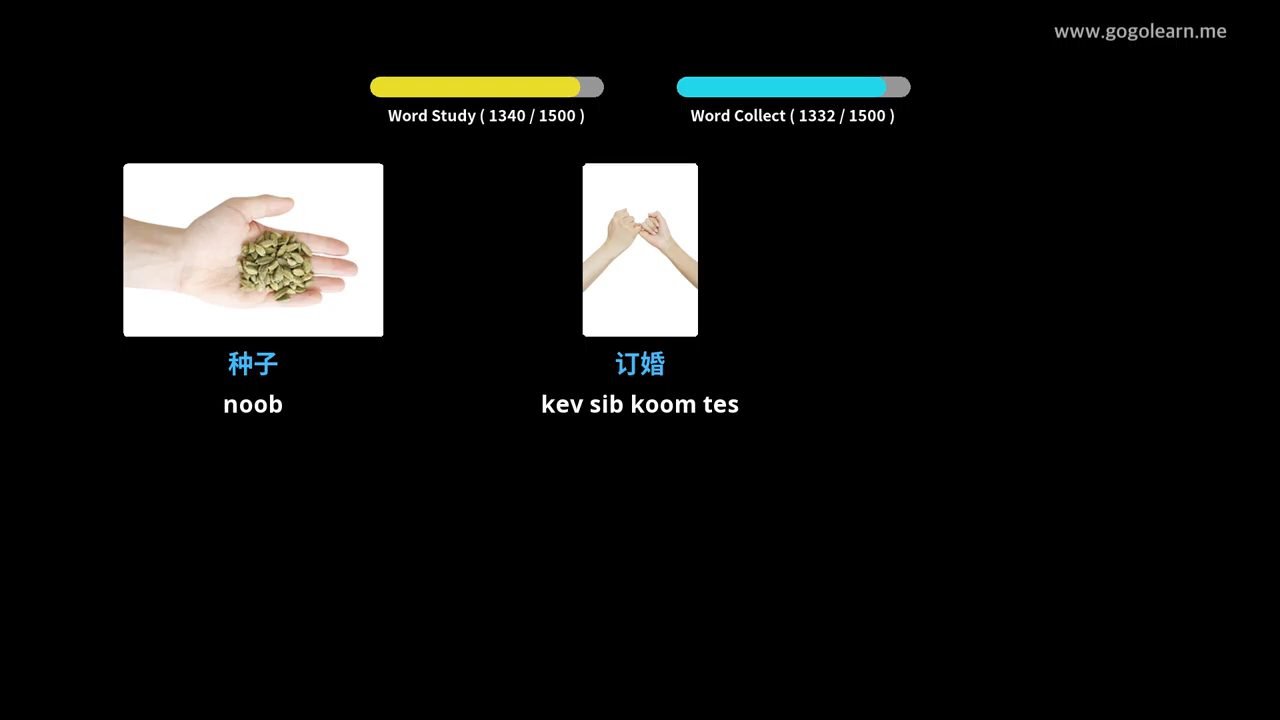 www.gogolearn.me
Word Study ( 1340 / 1500 )
Word Collect ( 1332 / 1500 )
种子
noob
订婚
kev sib koom tes